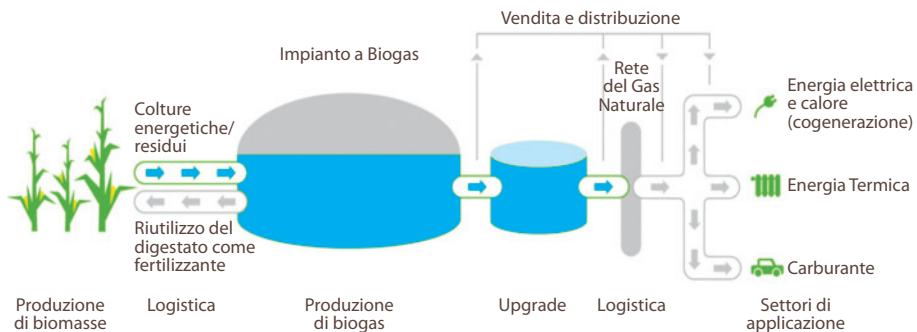 Vendita e distribuzione
Impianto a Biogas
Rete
del Gas
Naturale
Colture
energetiche/
residui
Riutilizzo del
digestato come
fertilizzante
Energia elettrica
e calore
(cogenerazione)
Energia Termica
Carburante
Produzione
di biomasse
Logistica
Produzione
di biogas
Upgrade
Logistica
Settori di
applicazione